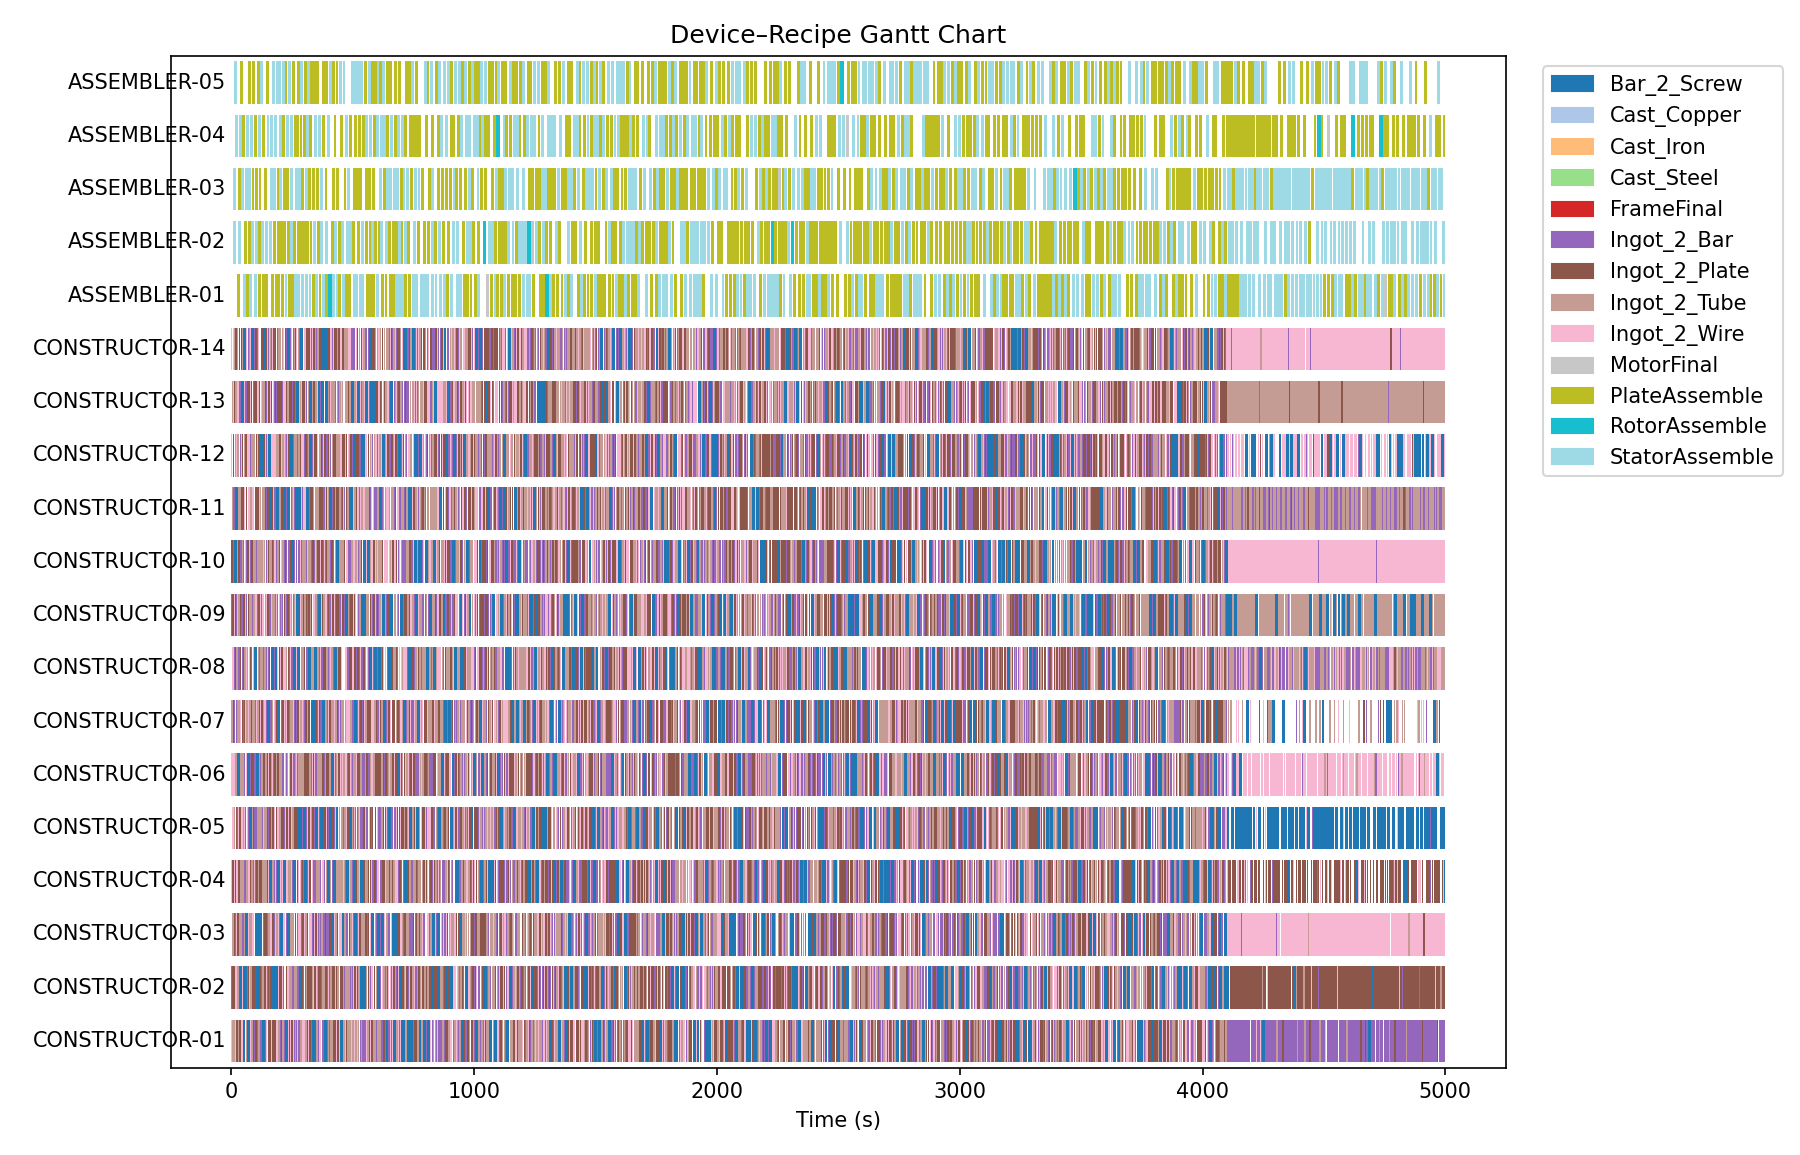 Device–Recipe Gantt Chart
ASSEMBLER-05
ASSEMBLER-04
ASSEMBLER-03
ASSEMBLER-02
ASSEMBLER-01
CONSTRUCTOR-14
CONSTRUCTOR-13
CONSTRUCTOR-12
CONSTRUCTOR-11
CONSTRUCTOR-10
CONSTRUCTOR-09
CONSTRUCTOR-08
CONSTRUCTOR-07
CONSTRUCTOR-06
CONSTRUCTOR-05
CONSTRUCTOR-04
CONSTRUCTOR-03
CONSTRUCTOR-02
CONSTRUCTOR-01
0 1000 2000 3000 4000 5000
Time (s)
Bar_2_Screw
Cast_Copper
Cast_Iron
Cast_Steel
FrameFinal
Ingot_2_Bar
Ingot_2_Plate
Ingot_2_Tube
Ingot_2_Wire
MotorFinal
PlateAssemble
RotorAssemble
StatorAssemble